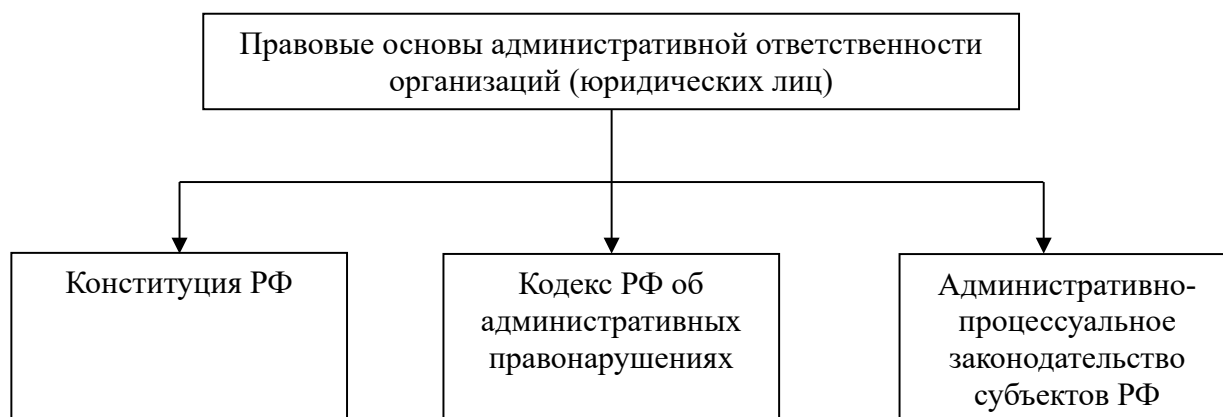 Правовые основы административной ответственности
организаций (юридических лиц)
Конституция РФ
Кодекс РФ об
административных
правонарушениях
Административно-
процессуальное
законодательство
субъектов РФ